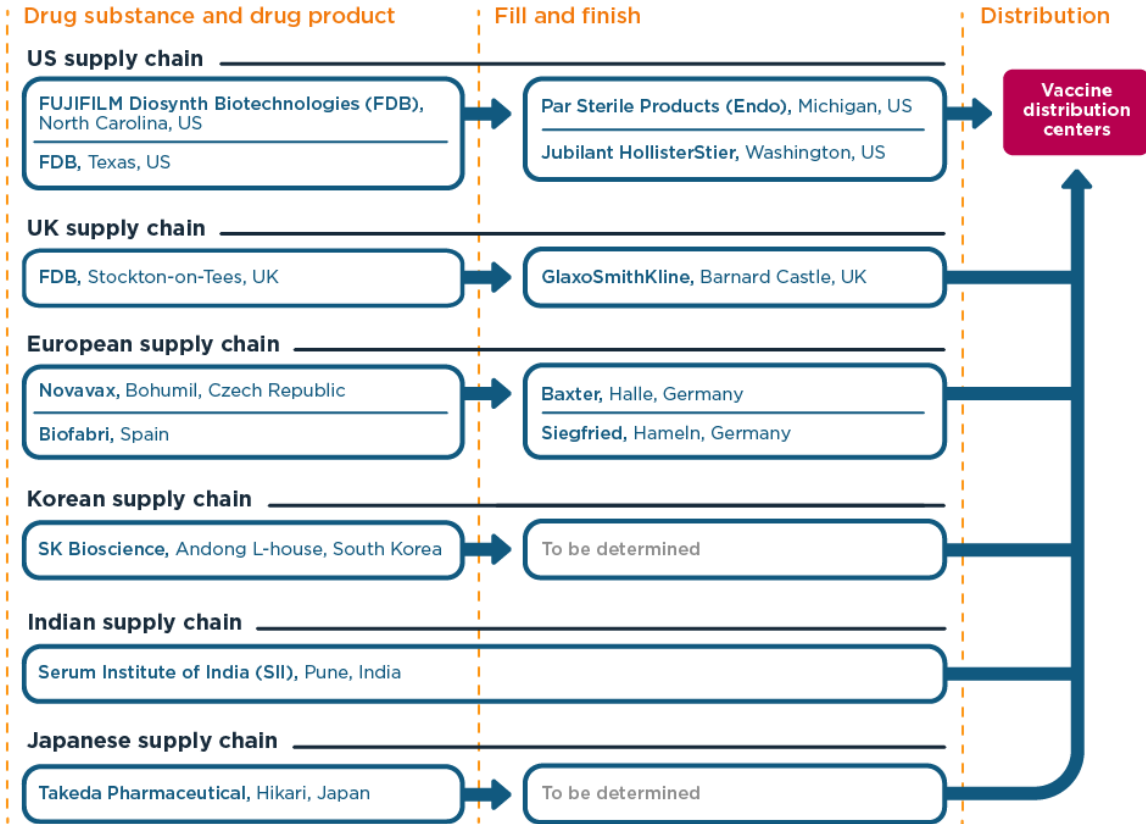 Drug substance and drug product
Fill and finish
Distribution
US supply chain
FUJIFILM Diosynth Biotechnologies (FDB),
North Carolina, US
FDB, Texas, US
Par Sterile Products (Endo), Michigan, US
Jubilant HollisterStier, Washington, US
Vaccine
distribution
centers
UK supply chain
FDB, Stockton-on-Tees, UK
GlaxoSmithKline, Barnard Castle, UK
European supply chain
Novavax, Bohumil, Czech Republic
Biofabri, Spain
Baxter, Halle, Germany
Siegfried, Hameln, Germany
Korean supply chain
SK Bioscience, Andong L-house, South Korea
To be determined
Indian supply chain
Serum Institute of India (SII), Pune, India
Japanese supply chain
Takeda Pharmaceutical, Hikari, Japan
To be determined